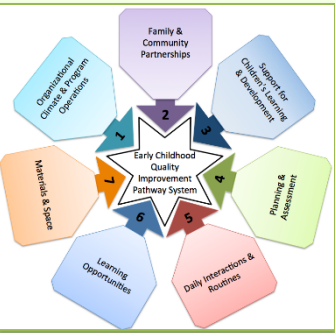 Organizational
Climate & Program
Operations
1
Family &
Community
Partnerships
2
Support for
Children's Learning
& Development
3
Planning &
Assessment
4
Daily Interactions &
Routines
5
Learning
Opportunities
6
Materials & Space
7
Early Childhood
Quality
Improvement
Pathway System